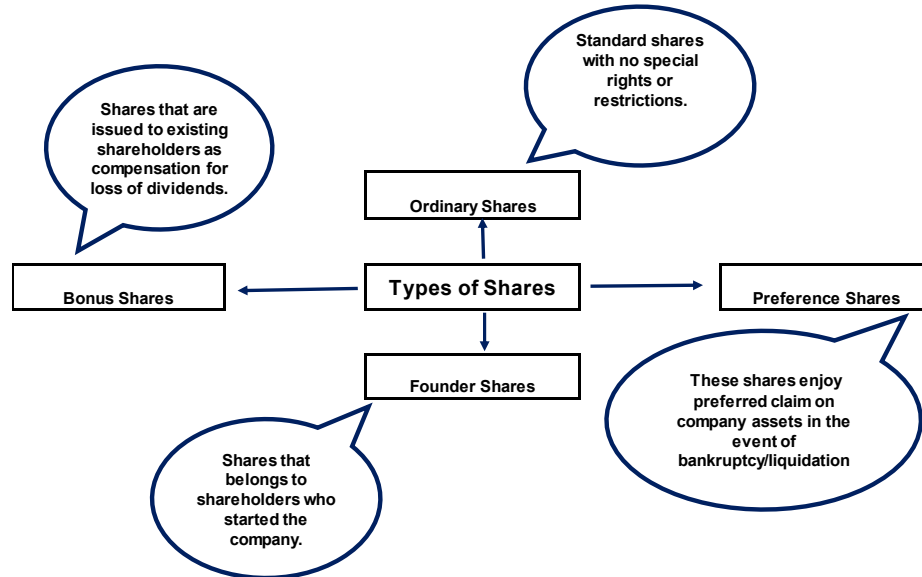 Standard shares
with no special
rights or
restrictions.
Shares that are
issued to existing
shareholders as
compensation for
loss of dividends.
Ordinary Shares
Bonus Shares
Types of Shares
Preference Shares
Founder Shares
These shares enjoy
preferred claim on
company assets in the
event of
bankruptcy/liquidation
Shares that
belongs to
shareholders who
started the
company.